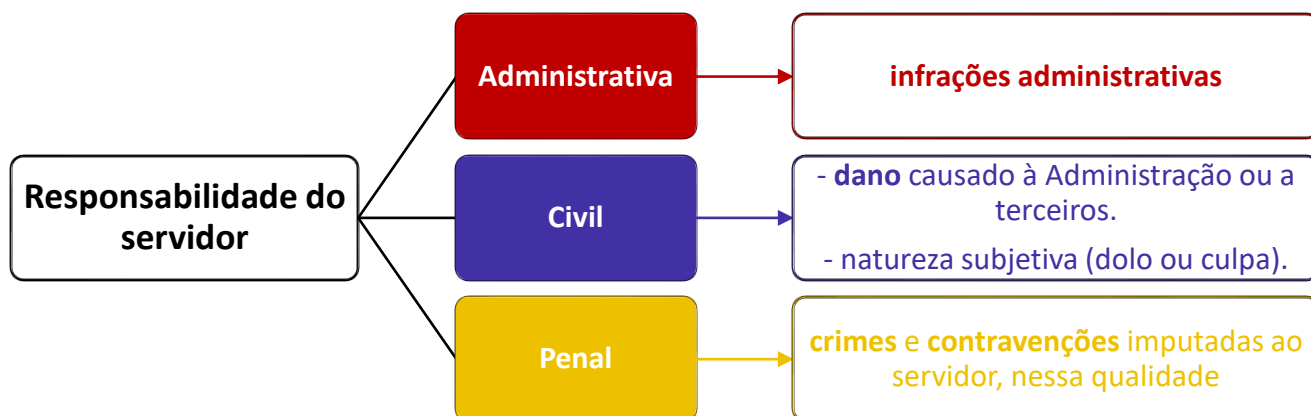 Responsabilidade do
servidor
Administrativa
infrações administrativas
Civil
- dano causado à Administração ou a
terceiros.
- natureza subjetiva (dolo ou culpa).
Penal
crimes e contravenções imputadas ao
servidor, nessa qualidade